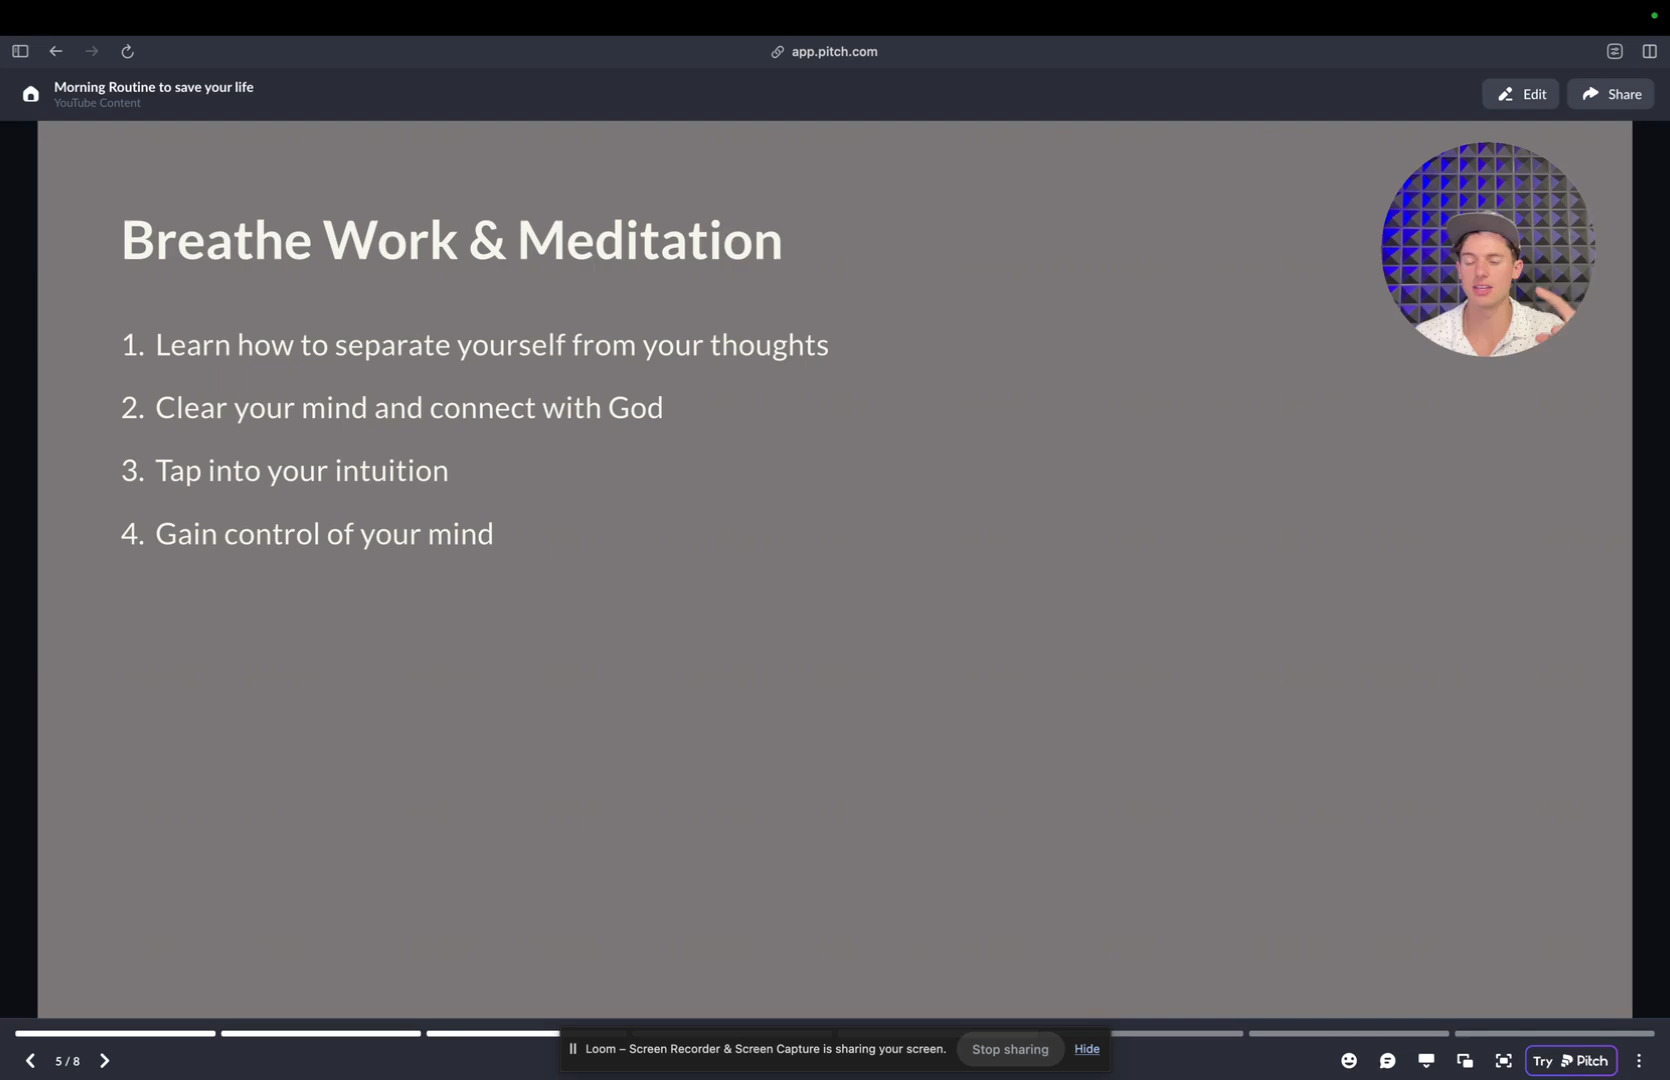 app.pitch.com
Morning Routine to save your life
YouTube Content
Edit
Share
Breathe Work & Meditation
1. Learn how to separate yourself from your thoughts
2. Clear your mind and connect with God
3. Tap into your intuition
4. Gain control of your mind
Loom – Screen Recorder & Screen Capture is sharing your screen.
Stop sharing
Hide
5 / 8
Try Pitch